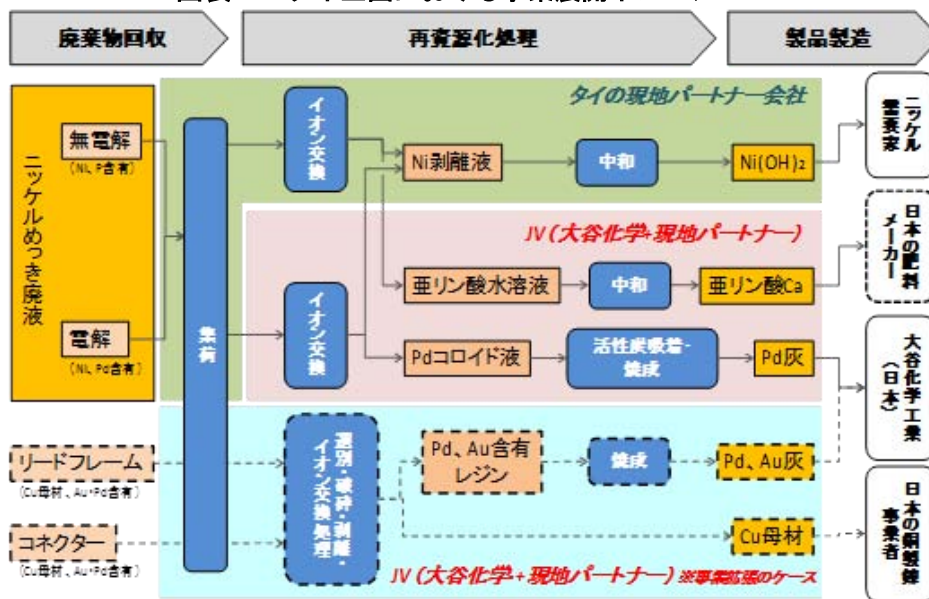 廃棄物回収
再資源化処理
製品製造
タイの現地パートナー会社
ニッケルめっき廃液
無電解
(Ni、P含有)
電解
(Ni、Pd含有)
集荷
イオン交換
Ni剥離液
中和
Ni(OH)₂
ニッケル
需要家
JV(大谷化学+現地パートナー)
イオン交換
亜リン酸水溶液
中和
亜リン酸Ca
日本の肥料
メーカー
Pdコロイド液
活性炭吸着・
焼成
Pd灰
大谷化学工業
(日本)
リードフレーム
(Cu母材、Au・Pd含有)
コネクター
(Cu母材、Au・Pd含有)
選別・破砕・剥離・
イオン交換処理
Pd、Au含有
レジン
焼成
Pd、Au灰
Cu母材
日本の銅製錬
事業者
JV(大谷化学+現地パートナー)※事業拡張のケース